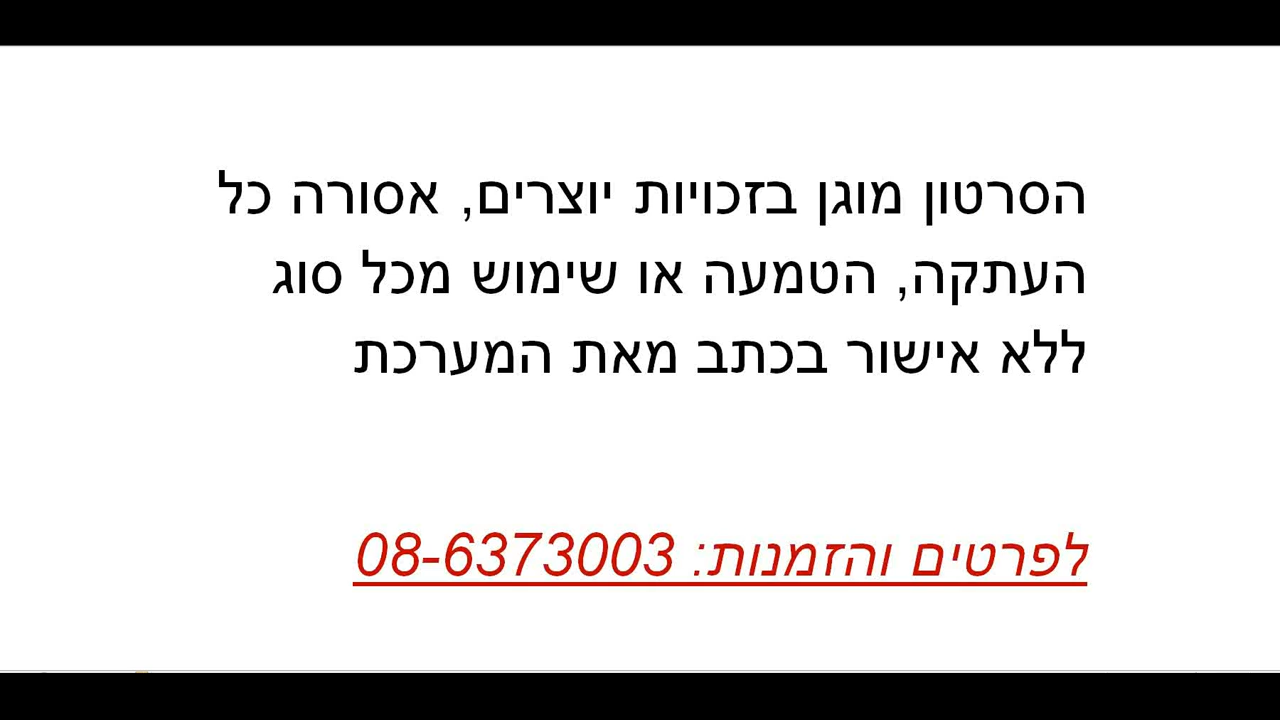 הסרטון מוגן בזכויות יוצרים, אסורה כל
העתקה, הטמעה או שימוש מכל סוג
ללא אישור בכתב מאת המערכת
לפרטים והזמנות: 08-6373003